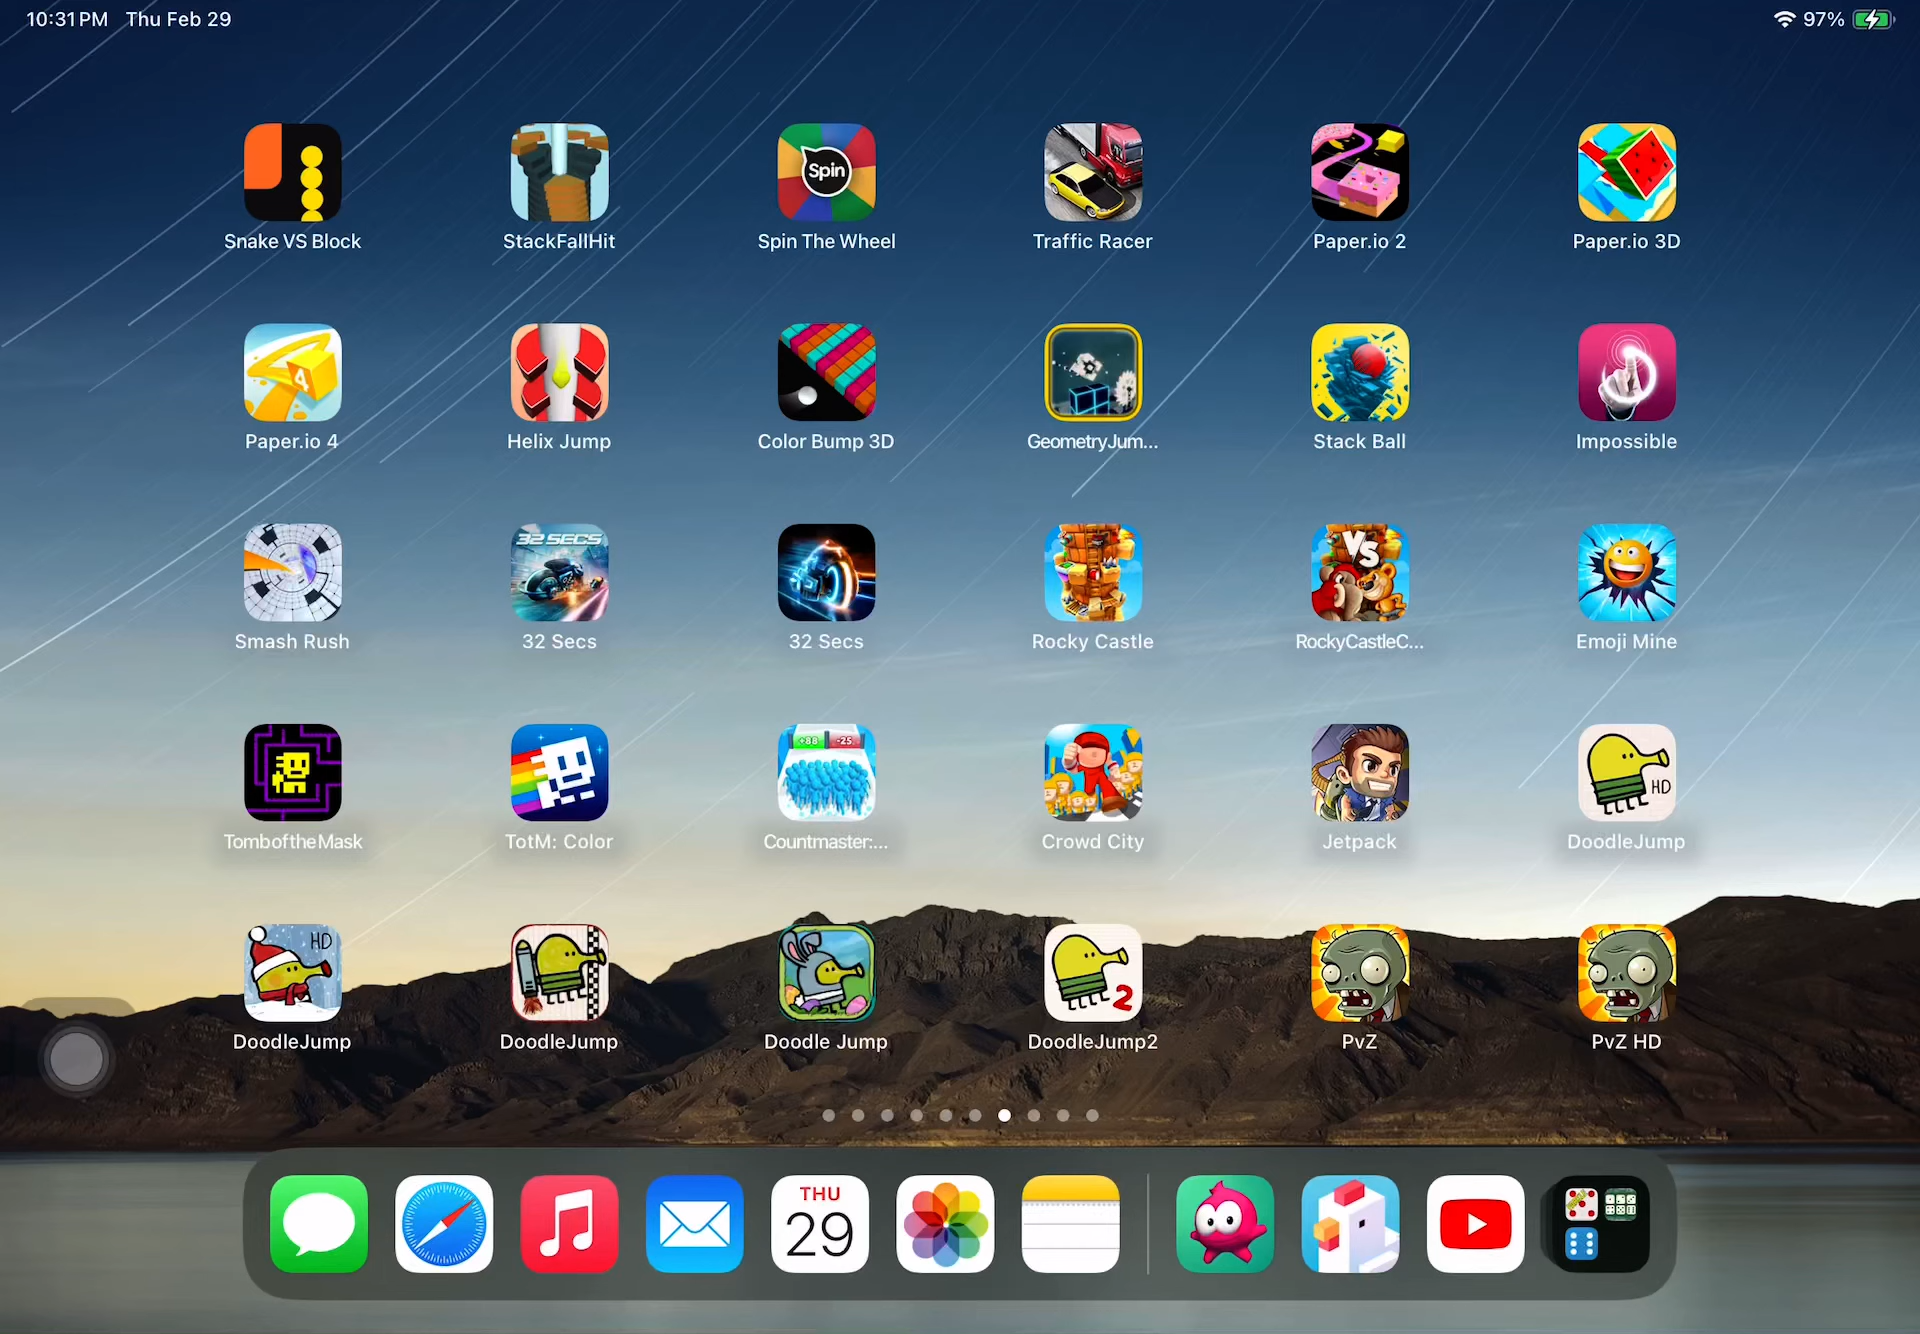 10:31 PM Thu Feb 29
97%
Spin
Snake VS Block
StackFallHit
Spin The Wheel
Traffic Racer
Paper.io 2
Paper.io 3D
4
Paper.io 4
Helix Jump
Color Bump 3D
GeometryJum...
Stack Ball
Impossible
32 SECS
VS
Smash Rush
32 Secs
32 Secs
Rocky Castle
RockyCastleC...
Emoji Mine
+88 -25
HD
TomboftheMask
TotM: Color
Countmaster:...
Crowd City
Jetpack
DoodleJump
HD
2
DoodleJump
DoodleJump
Doodle Jump
DoodleJump2
PvZ
PvZ HD
THU
29